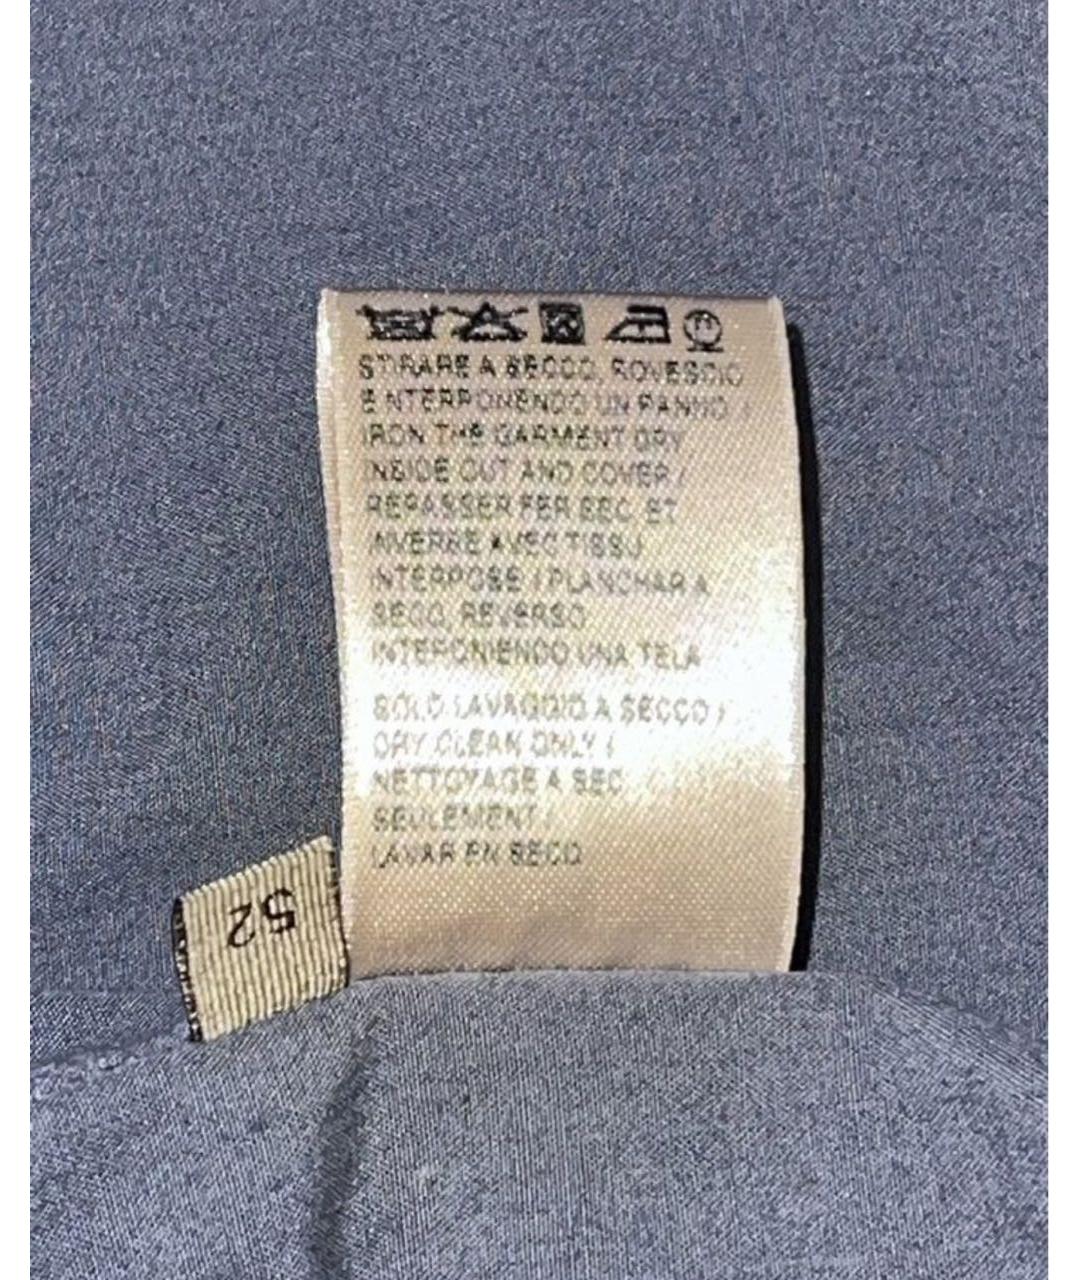 STIRARE A SECCO, ROVESCIO
E INTERPONENDO UN PANNO /
IRON THE GARMENT DRY
INSIDE OUT AND COVER /
REPASSER FER SEC ET
INVERSE AVEC TISSU
INTERPOSE / PLANCHAR A
SECO, REVERSO
INTERONIENDO UNA TELA
SOLO LAVAGGIO A SECCO /
DRY CLEAN ONLY /
NETTOYAGE A SEC
SEULEMENT /
LAVAR EN SECO
52